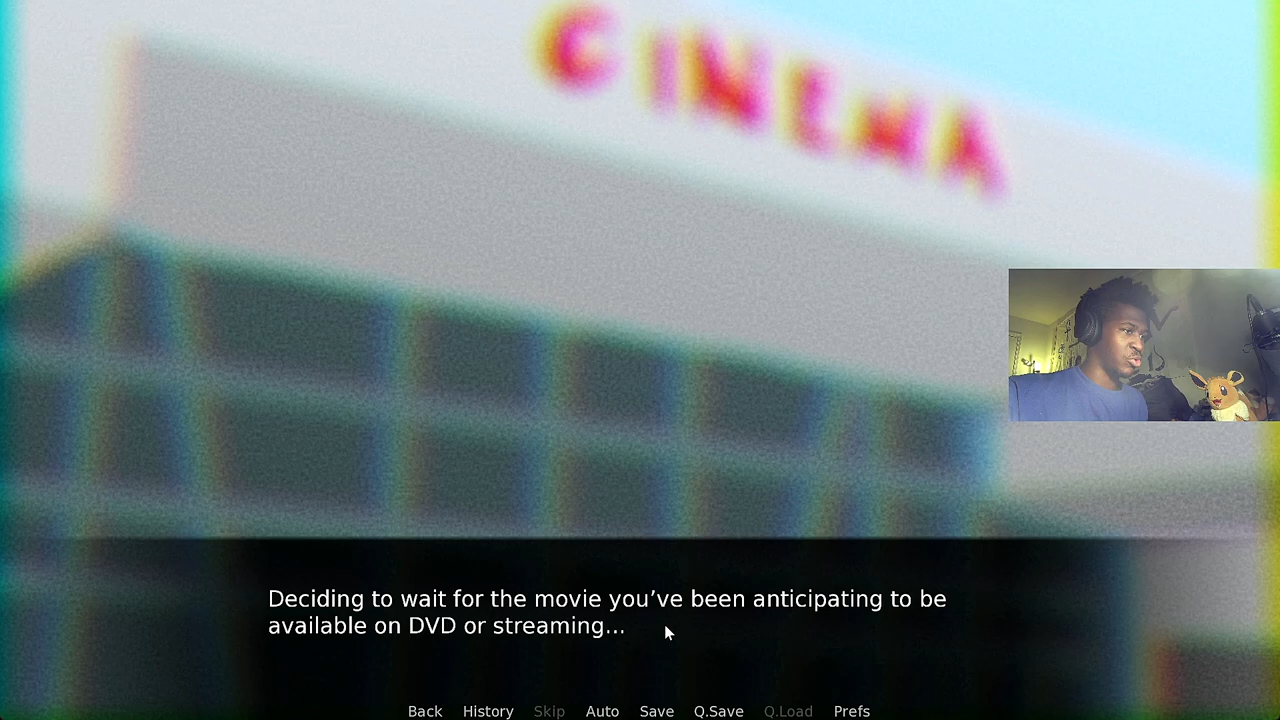 CINEMA
Deciding to wait for the movie you’ve been anticipating to be
available on DVD or streaming...
Back History Skip Auto Save Q.Save Q.Load Prefs